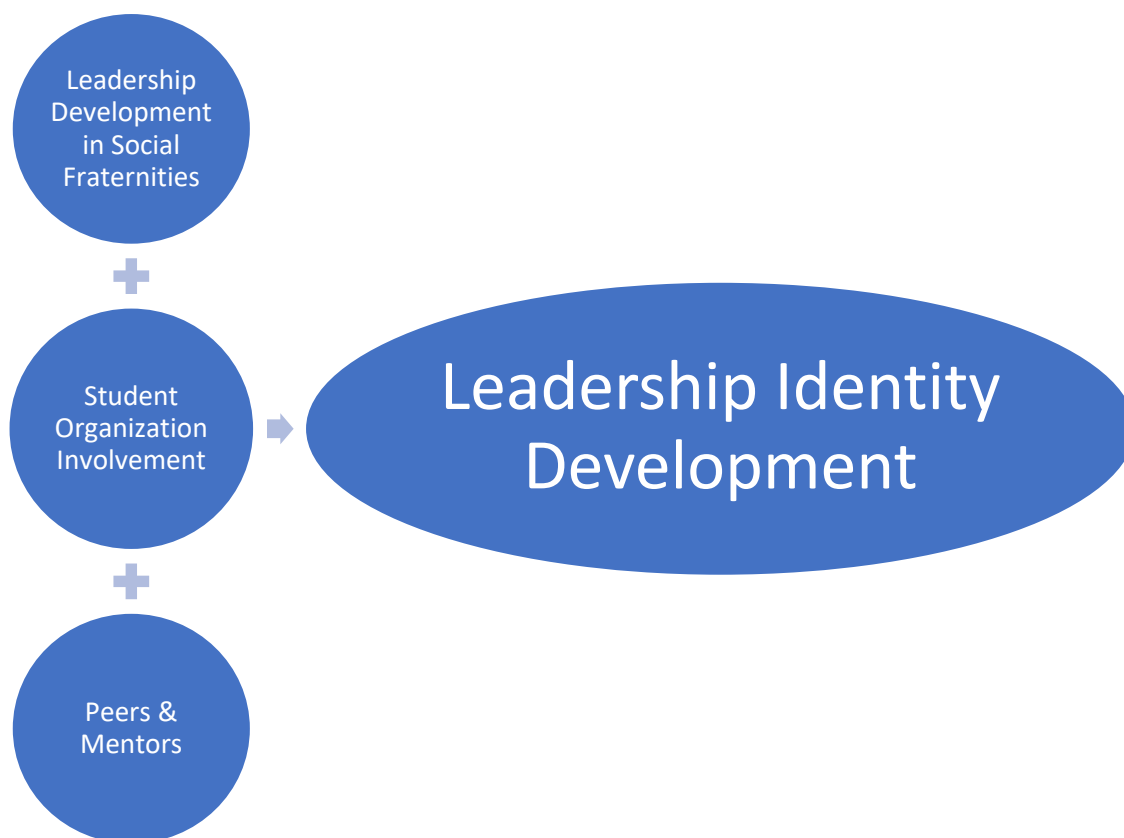 Leadership
Development
in Social
Fraternities
Student
Organization
Involvement
Peers &
Mentors
Leadership Identity
Development